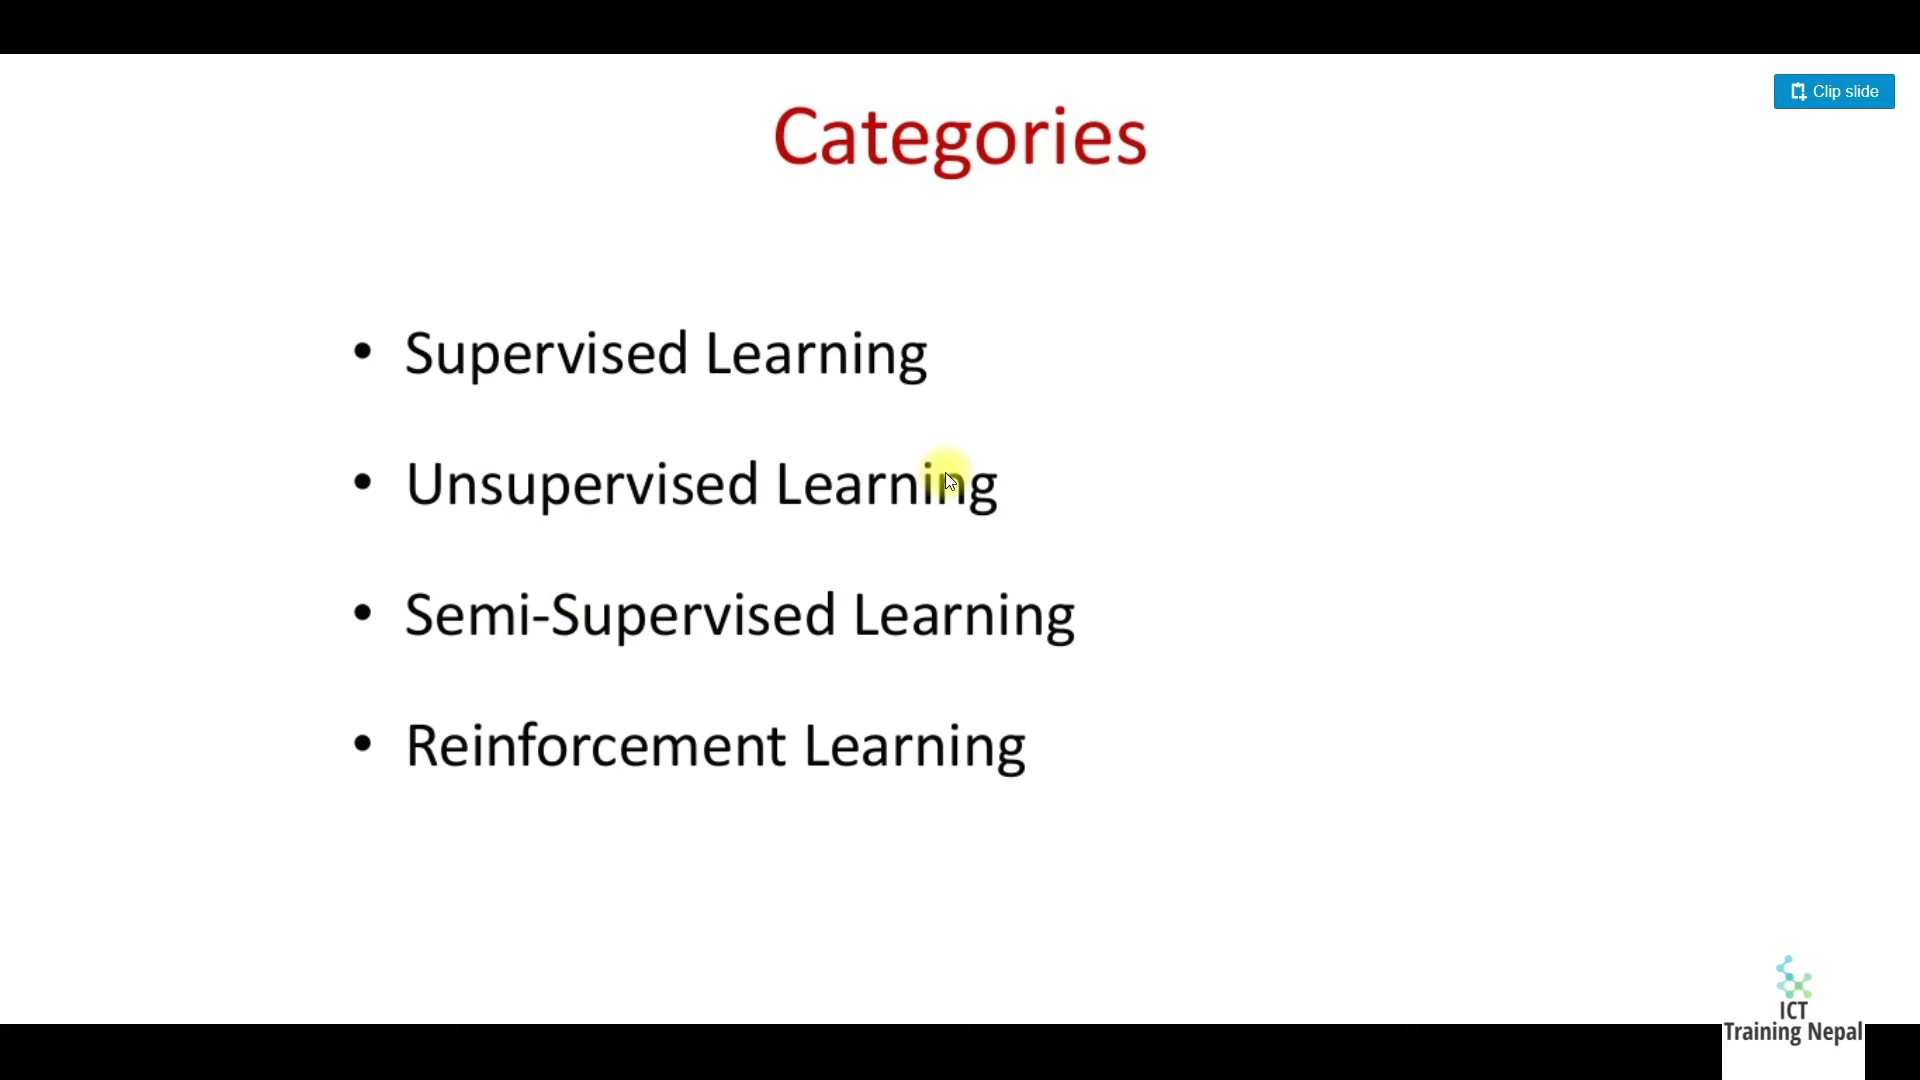 Clip slide
Categories
• Supervised Learning
• Unsupervised Learning
• Semi-Supervised Learning
• Reinforcement Learning
ICT
Training Nepal